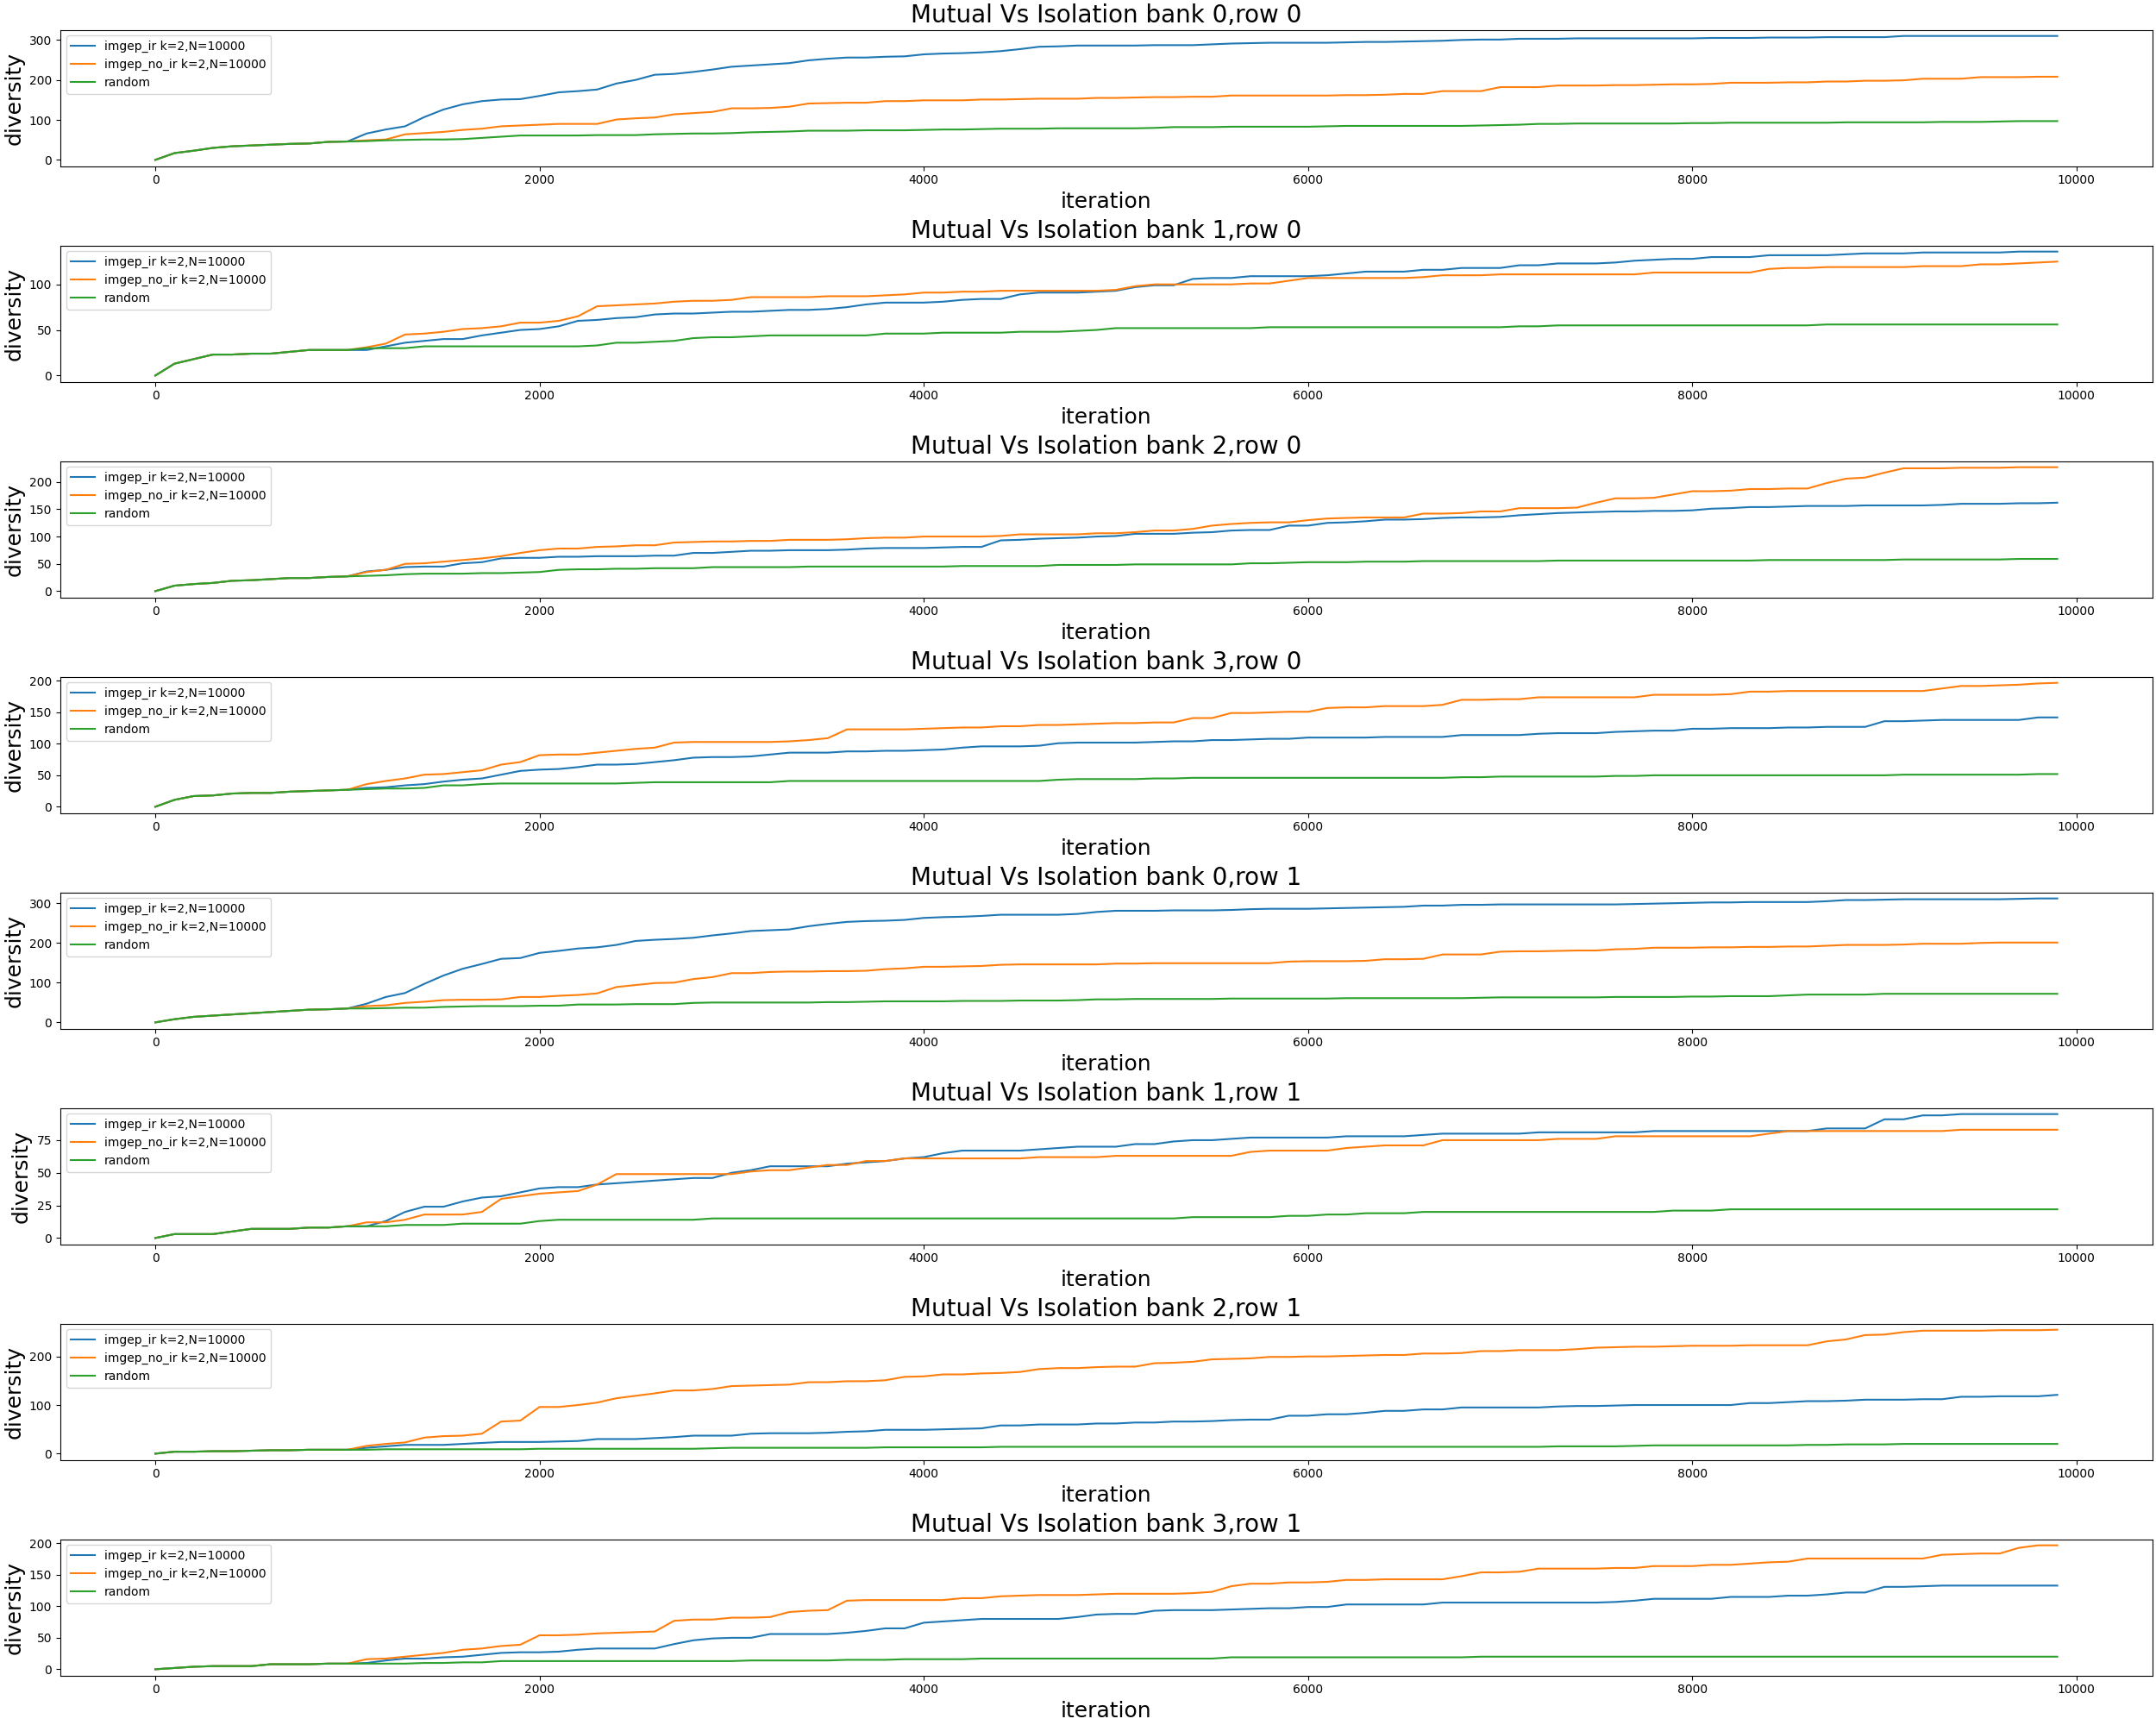 Mutual Vs Isolation bank 0,row 0
diversity
300
200
100
0
imgep_ir k=2,N=10000
imgep_no_ir k=2,N=10000
random
0 2000 4000 6000 8000 10000
iteration
Mutual Vs Isolation bank 1,row 0
diversity
100
50
0
imgep_ir k=2,N=10000
imgep_no_ir k=2,N=10000
random
0 2000 4000 6000 8000 10000
iteration
Mutual Vs Isolation bank 2,row 0
diversity
200
150
100
50
0
imgep_ir k=2,N=10000
imgep_no_ir k=2,N=10000
random
0 2000 4000 6000 8000 10000
iteration
Mutual Vs Isolation bank 3,row 0
diversity
200
150
100
50
0
imgep_ir k=2,N=10000
imgep_no_ir k=2,N=10000
random
0 2000 4000 6000 8000 10000
iteration
Mutual Vs Isolation bank 0,row 1
diversity
300
200
100
0
imgep_ir k=2,N=10000
imgep_no_ir k=2,N=10000
random
0 2000 4000 6000 8000 10000
iteration
Mutual Vs Isolation bank 1,row 1
diversity
75
50
25
0
imgep_ir k=2,N=10000
imgep_no_ir k=2,N=10000
random
0 2000 4000 6000 8000 10000
iteration
Mutual Vs Isolation bank 2,row 1
diversity
200
100
0
imgep_ir k=2,N=10000
imgep_no_ir k=2,N=10000
random
0 2000 4000 6000 8000 10000
iteration
Mutual Vs Isolation bank 3,row 1
diversity
200
150
100
50
0
imgep_ir k=2,N=10000
imgep_no_ir k=2,N=10000
random
0 2000 4000 6000 8000 10000
iteration